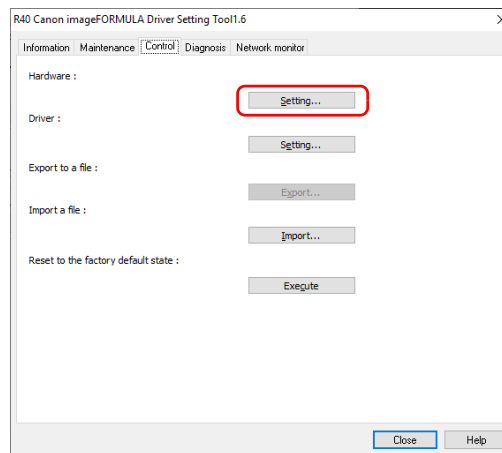 R40 Canon imageFORMULA Driver Setting Tool1.6
Information Maintenance Control Diagnosis Network monitor
Hardware :
Setting...
Driver :
Setting...
Export to a file :
Export...
Import a file :
Import...
Reset to the factory default state :
Execute
Close Help